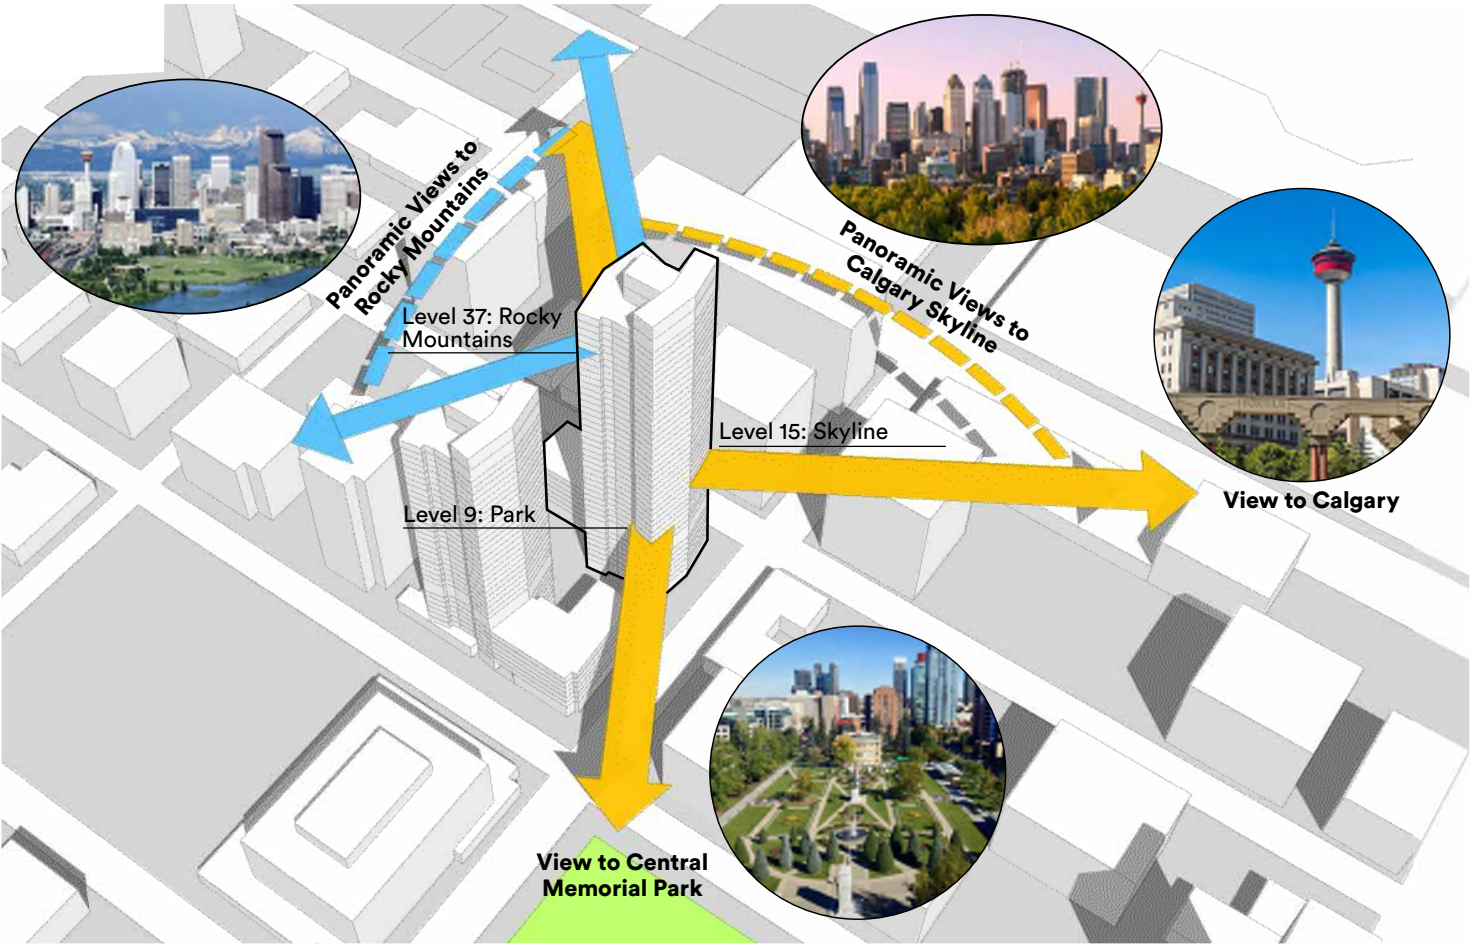 Panoramic Views to
Rocky Mountains
Panoramic Views to
Calgary Skyline
Level 37: Rocky
Mountains
Level 15: Skyline
View to Calgary
Level 9: Park
View to Central
Memorial Park